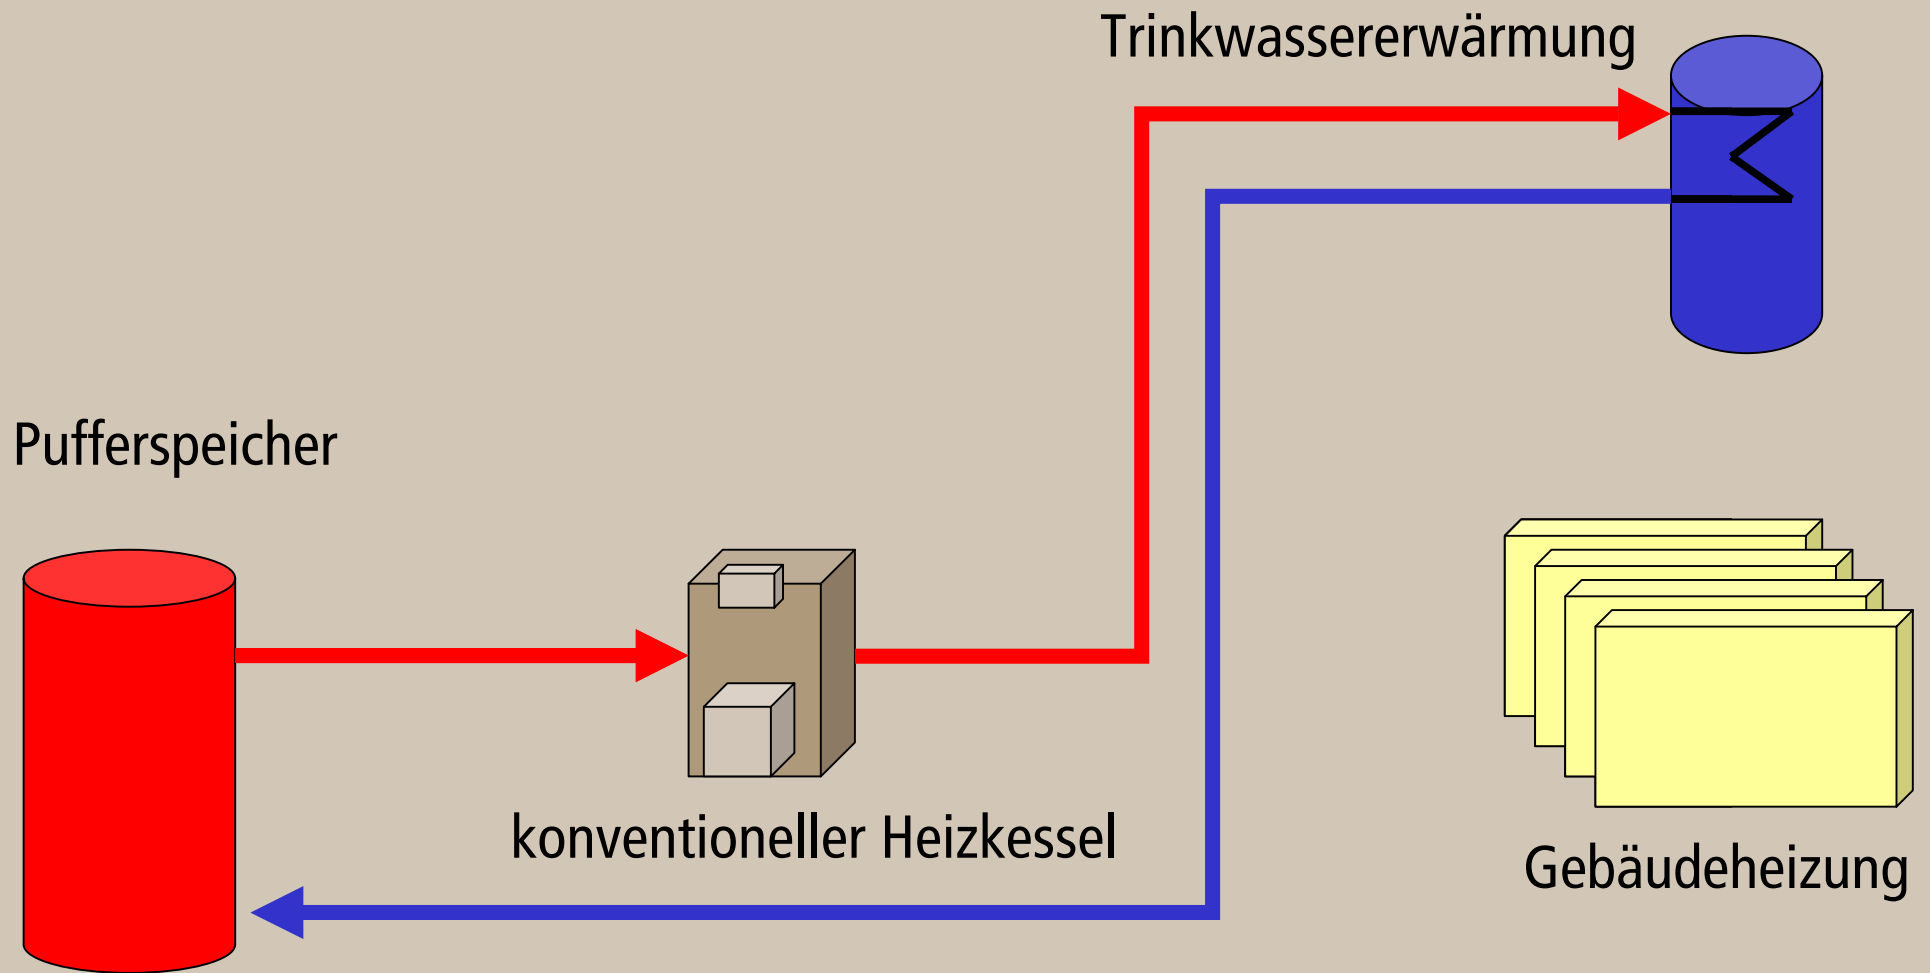 Trinkwassererwärmung
Pufferspeicher
konventioneller Heizkessel
Gebäudeheizung